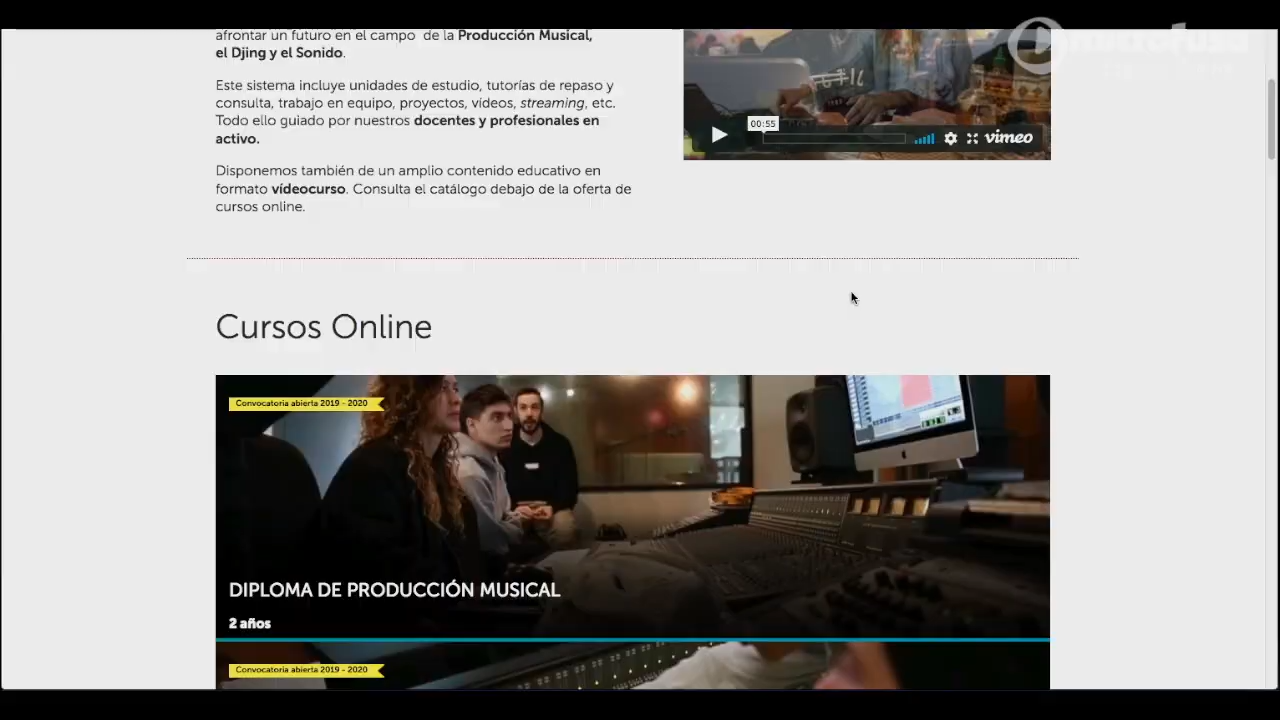 afrontar un futuro en el campo de la Producción Musical,
el Djing y el Sonido.
Este sistema incluye unidades de estudio, tutorías de repaso y
consulta, trabajo en equipo, proyectos, vídeos, streaming, etc.
Todo ello guiado por nuestros docentes y profesionales en
activo.
Disponemos también de un amplio contenido educativo en
formato vídeocurso. Consulta el catálogo debajo de la oferta de
cursos online.
00:55
vimeo
Cursos Online
Convocatoria abierta 2019 - 2020
DIPLOMA DE PRODUCCIÓN MUSICAL
2 años
Convocatoria abierta 2019 - 2020